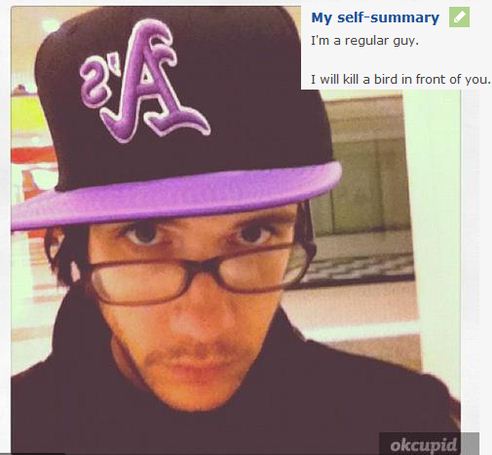 A's
My self-summary
I'm a regular guy.
I will kill a bird in front of you.
okcupid